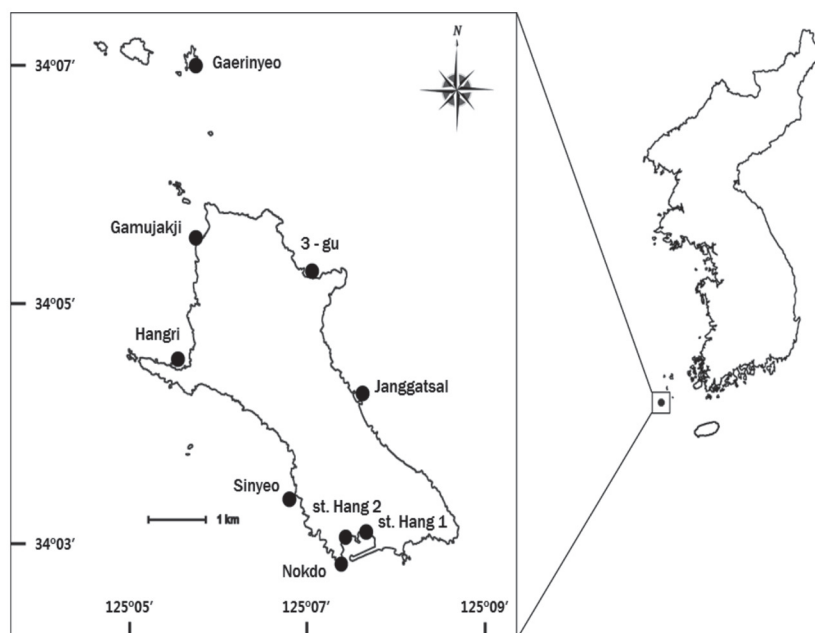 N
34°07′
Gaerinyeo
Gamujakji
3 - gu
34°05′
Hangri
Janggatsal
Sinyeo
st. Hang 2
st. Hang 1
1 km
34°03′
Nokdo
125°05′
125°07′
125°09′